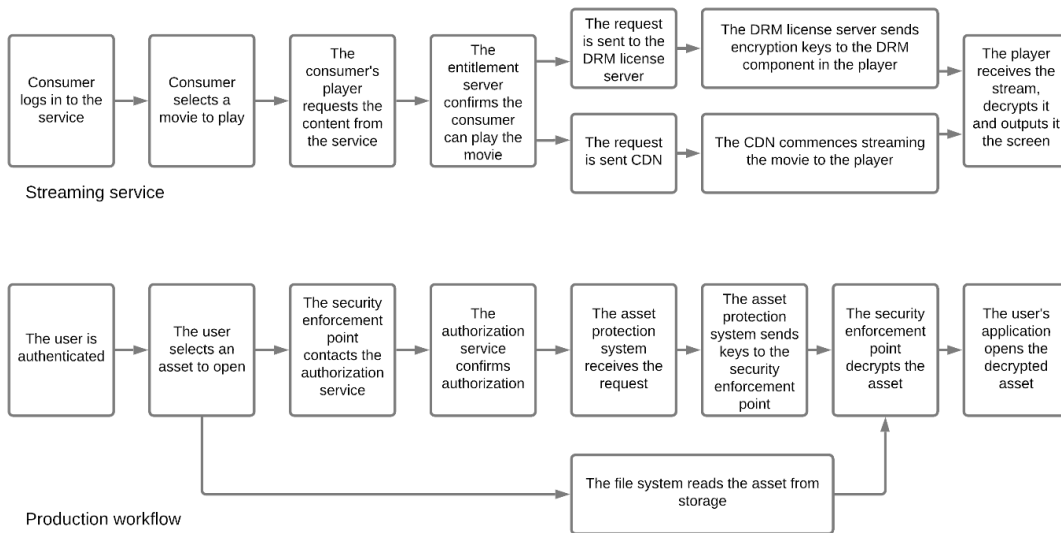 Consumer
logs in to the
service
Consumer
selects a
movie to play
The
consumer's
player
requests the
content from
the service
The
entitlement
server
confirms the
consumer
can play the
movie
The request
is sent to the
DRM license
server
The DRM license server sends
encryption keys to the DRM
component in the player
The request
is sent CDN
The CDN commences streaming
the movie to the player
The player
receives the
stream,
decrypts it
and outputs it
the screen
Streaming service
The user is
authenticated
The user
selects an
asset to open
The security
enforcement
point
contacts the
authorization
service
The
authorization
service
confirms
authorization
The asset
protection
system
receives the
request
The asset
protection
system sends
keys to the
security
enforcement
point
The security
enforcement
point
decrypts the
asset
The user's
application
opens the
decrypted
asset
The file system reads the asset from
storage
Production workflow